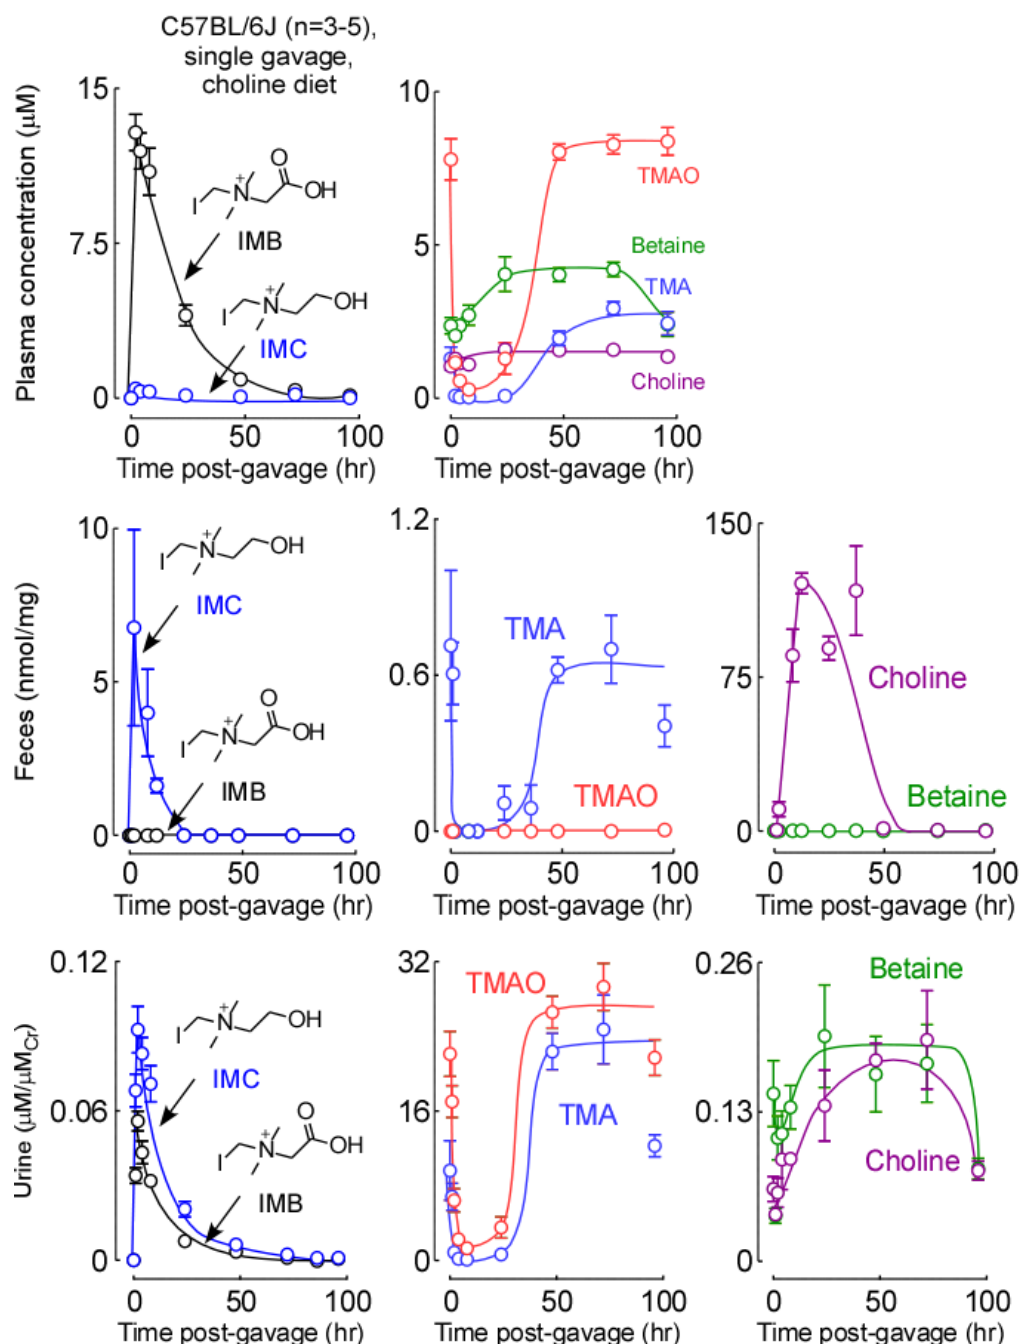 C57BL/6J (n=3-5),
single gavage,
choline diet
Plasma concentration (μM)
15
7.5
0
N
+
I
O
OH
IMB
N
+
I
OH
IMC
0 50 100
Time post-gavage (hr)
10
5
0
TMAO
Betaine
TMA
Choline
0 50 100
Time post-gavage (hr)
Feces (nmol/mg)
10
5
0
N
+
I
OH
IMC
N
+
I
O
OH
IMB
0 50 100
Time post-gavage (hr)
1.2
0.6
0
TMA
TMAO
0 50 100
Time post-gavage (hr)
150
75
0
Choline
Betaine
0 50 100
Time post-gavage (hr)
Urine (μM/μM_Cr)
0.12
0.06
0
N
+
I
OH
IMC
N
+
I
O
OH
IMB
0 50 100
Time post-gavage (hr)
32
16
0
TMAO
TMA
0 50 100
Time post-gavage (hr)
0.26
0.13
0
Betaine
Choline
0 50 100
Time post-gavage (hr)